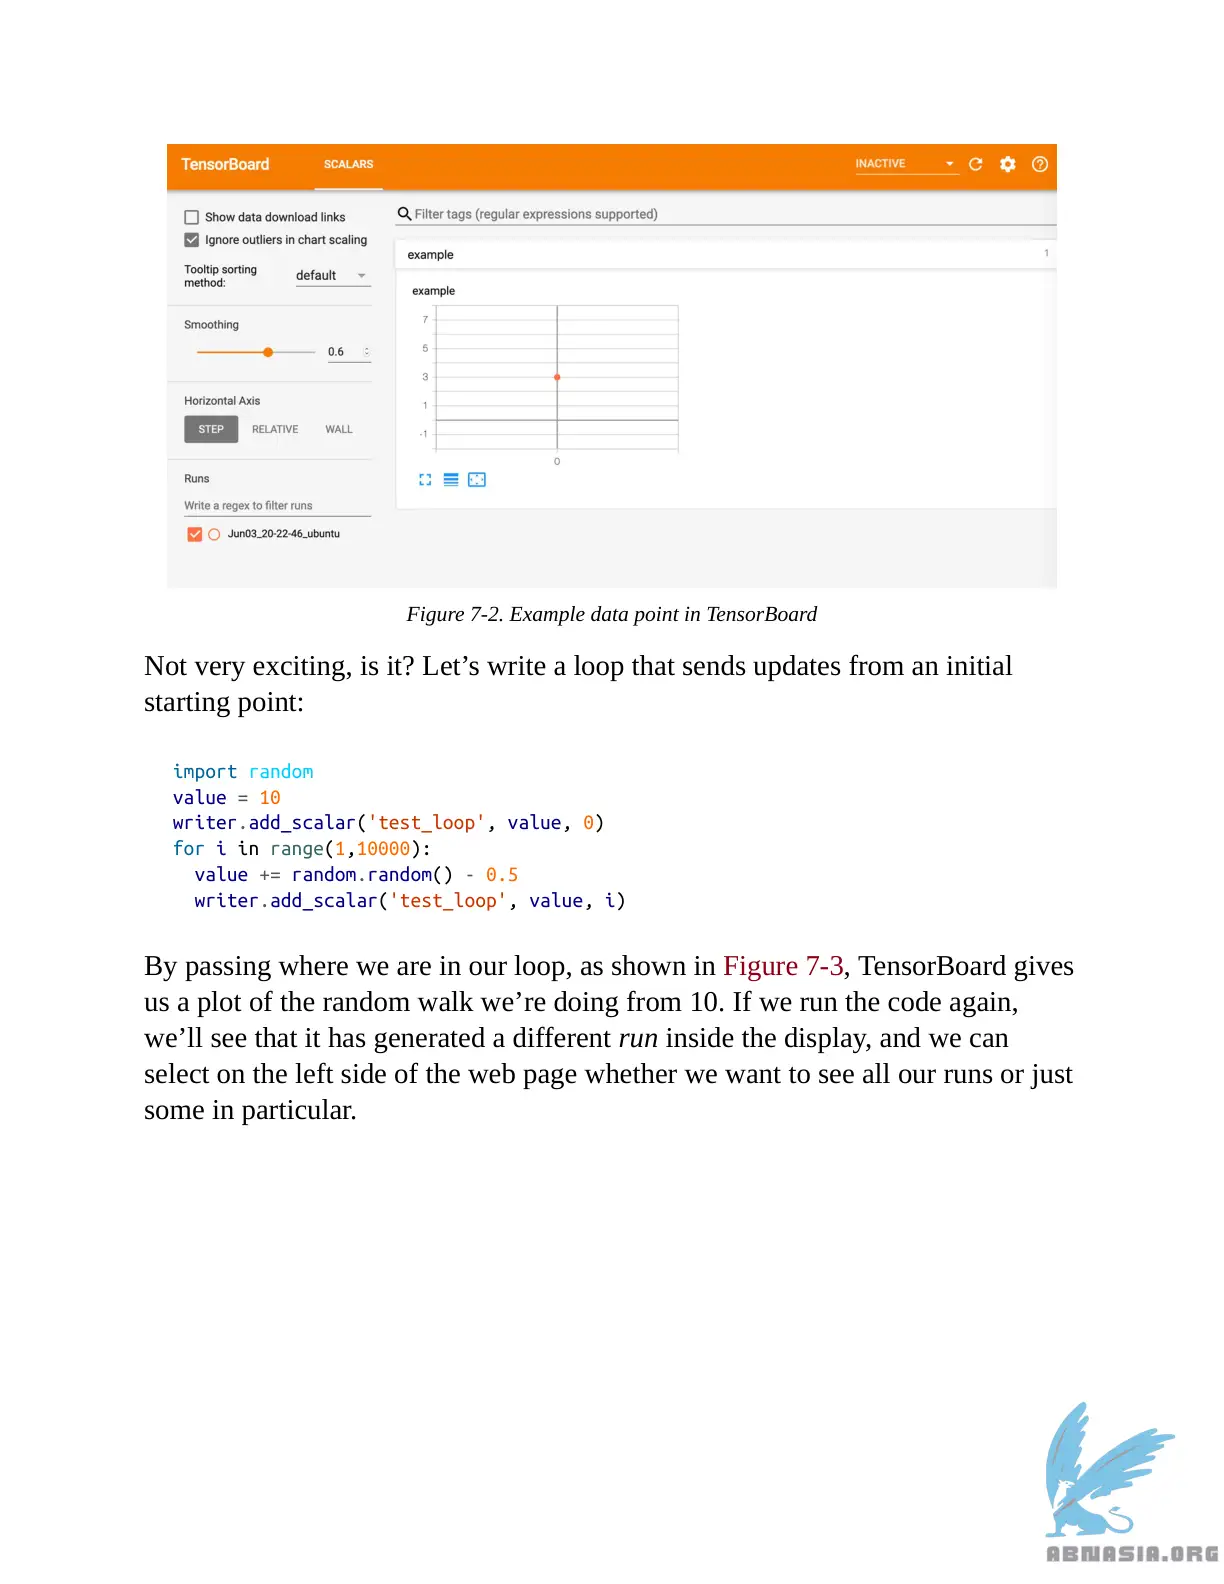 TensorBoard SCALARS INACTIVE
Show data download links
Ignore outliers in chart scaling
Tooltip sorting
method: default
Smoothing
0.6
Horizontal Axis
STEP RELATIVE WALL
Runs
Write a regex to filter runs
Jun03_20-22-46_ubuntu
Filter tags (regular expressions supported)
example 1
example
7
5
3
1
-1
0
Figure 7-2. Example data point in TensorBoard
Not very exciting, is it? Let’s write a loop that sends updates from an initial
starting point:
import random
value = 10
writer.add_scalar('test_loop', value, 0)
for i in range(1,10000):
  value += random.random() - 0.5
  writer.add_scalar('test_loop', value, i)
By passing where we are in our loop, as shown in Figure 7-3, TensorBoard gives
us a plot of the random walk we’re doing from 10. If we run the code again,
we’ll see that it has generated a different run inside the display, and we can
select on the left side of the web page whether we want to see all our runs or just
some in particular.
ABNASIA.ORG